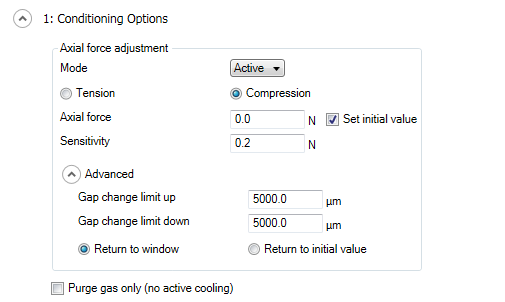 1: Conditioning Options
Axial force adjustment
Mode Active
Tension Compression
Axial force 0.0 N Set initial value
Sensitivity 0.2 N
Advanced
Gap change limit up 5000.0 µm
Gap change limit down 5000.0 µm
Return to window Return to initial value
Purge gas only (no active cooling)